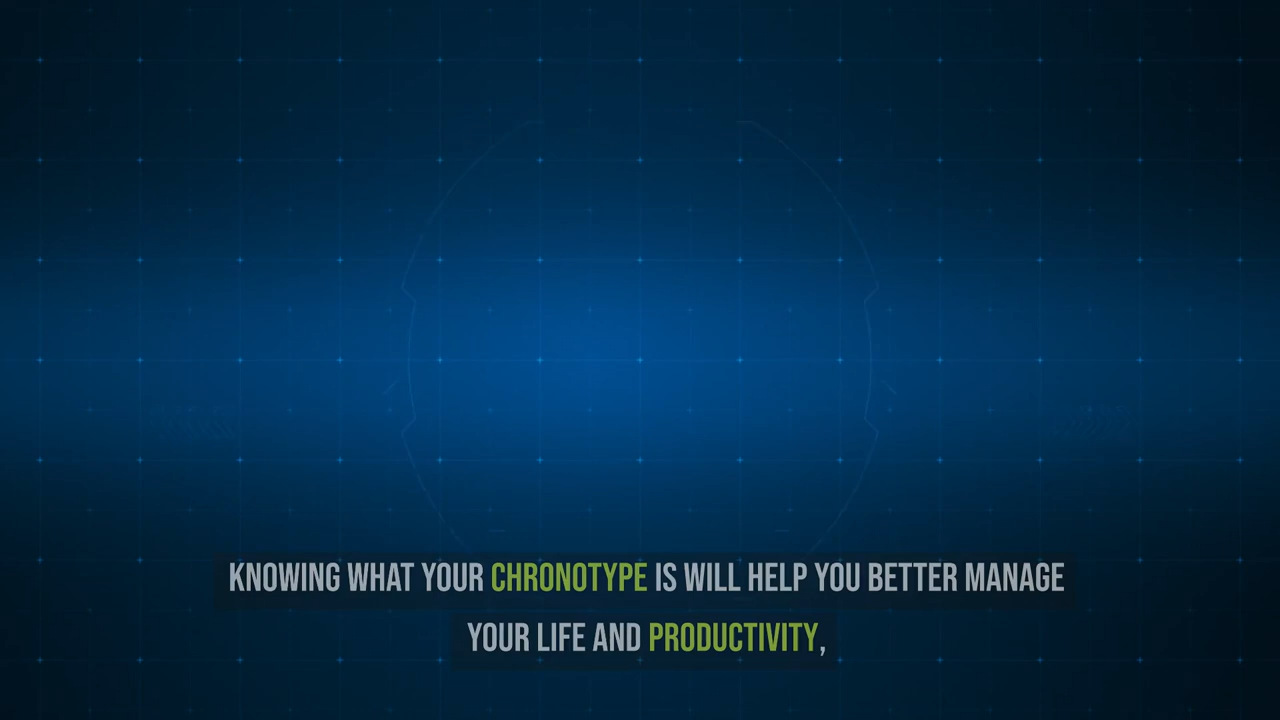 KNOWING WHAT YOUR CHRONOTYPE IS WILL HELP YOU BETTER MANAGE
YOUR LIFE AND PRODUCTIVITY,